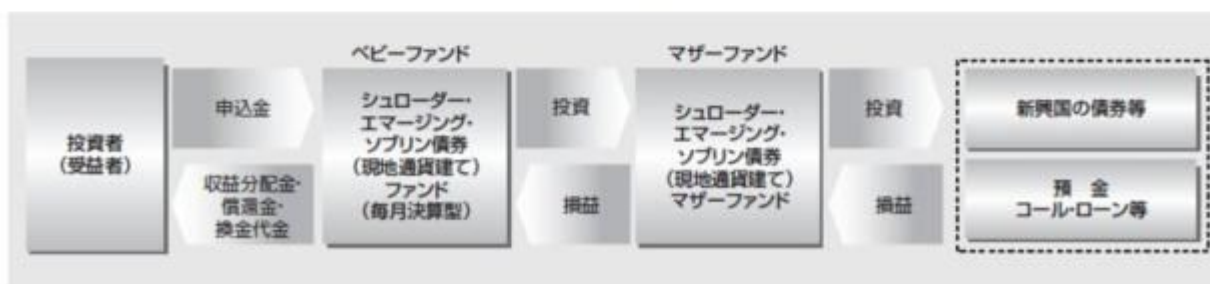 ベビーファンド
マザーファンド
投資者
(受益者)
申込金
収益分配金・
償還金・
換金代金
シュローダー・
エマージング・
ソブリン債券
(現地通貨建て)
ファンド
(毎月決算型)
投資
損益
シュローダー・
エマージング・
ソブリン債券
(現地通貨建て)
マザーファンド
投資
損益
新興国の債券等
預 金
コール・ローン等